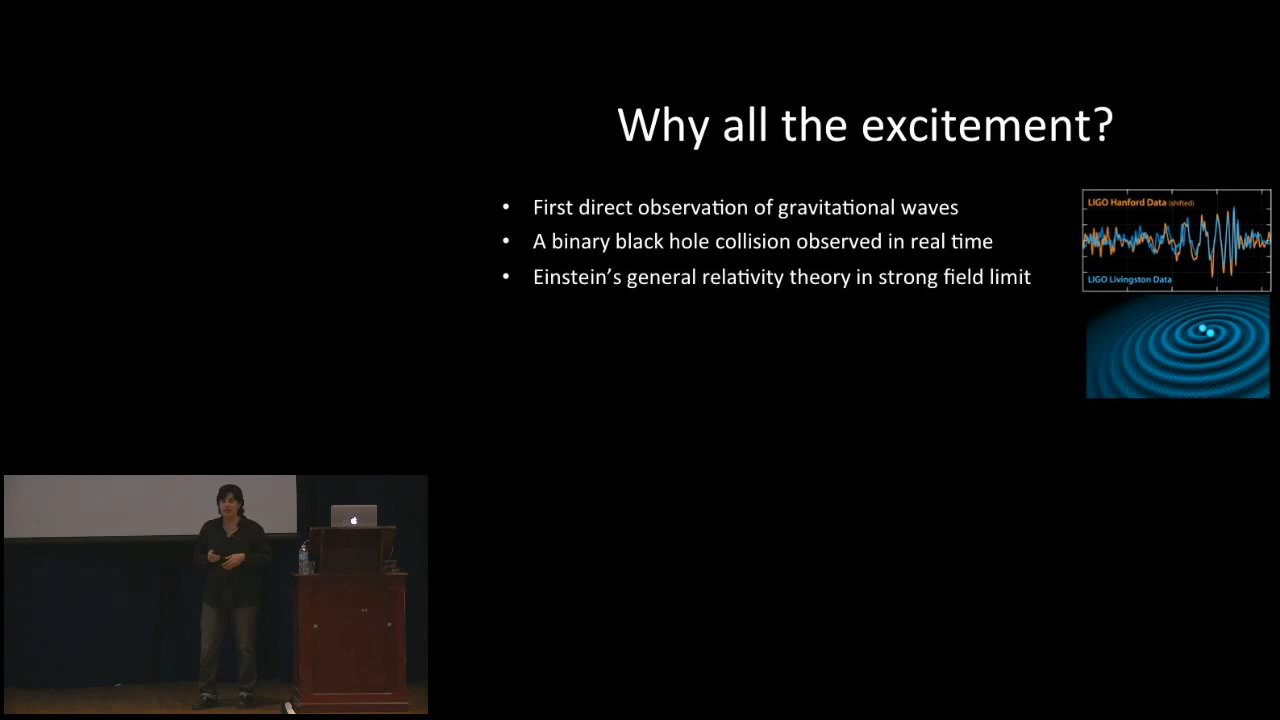 Why all the excitement?
• First direct observation of gravitational waves
• A binary black hole collision observed in real time
• Einstein’s general relativity theory in strong field limit
LIGO Hanford Data (shifted)
LIGO Livingston Data